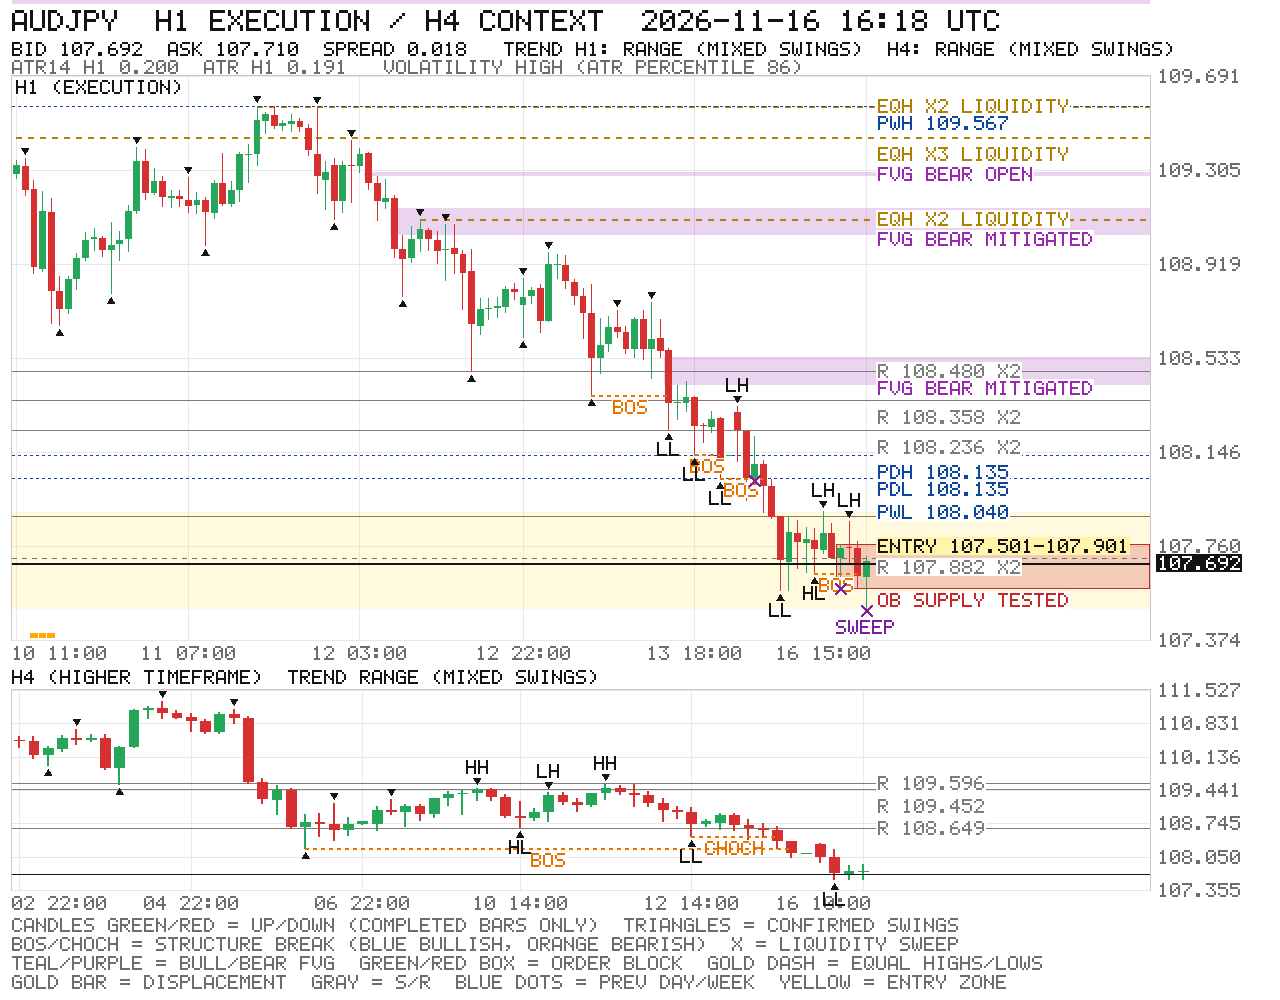 AUDJPY  H1 EXECUTION / H4 CONTEXT  2026-11-16 16:18 UTC
BID 107.692  ASK 107.710  SPREAD 0.018   TREND H1: RANGE (MIXED SWINGS)  H4: RANGE (MIXED SWINGS)
ATR14 H1 0.200  ATR H1 0.191   VOLATILITY HIGH (ATR PERCENTILE 86)
109.691
H1 (EXECUTION)
EQH X2 LIQUIDITY
PWH 109.567
EQH X3 LIQUIDITY
109.305
FVG BEAR OPEN
EQH X2 LIQUIDITY
FVG BEAR MITIGATED
108.919
108.533
R 108.480 X2
LH
FVG BEAR MITIGATED
BOS
R 108.358 X2
LL
R 108.236 X2
108.146
BOS
LL
PDH 108.135
BOS
LH
PDL 108.135
LL
LH
PWL 108.040
ENTRY 107.501-107.901
107.760
107.692
R 107.882 X2
BOS
HL
OB SUPPLY TESTED
LL
SWEEP
107.374
10 11:00  11 07:00  12 03:00  12 22:00  13 18:00  16 15:00
H4 (HIGHER TIMEFRAME)  TREND RANGE (MIXED SWINGS)
111.527
110.831
110.136
HH
LH
HH
R 109.596
109.441
R 109.452
108.745
R 108.649
HL
BOS
LL
CHOCH
108.050
107.355
LL
02 22:00  04 22:00  06 22:00  10 14:00  12 14:00  16
CANDLES GREEN/RED = UP/DOWN (COMPLETED BARS ONLY)  TRIANGLES = CONFIRMED SWINGS
BOS/CHOCH = STRUCTURE BREAK (BLUE BULLISH, ORANGE BEARISH)  X = LIQUIDITY SWEEP
TEAL/PURPLE = BULL/BEAR FVG  GREEN/RED BOX = ORDER BLOCK  GOLD DASH = EQUAL HIGHS/LOWS
GOLD BAR = DISPLACEMENT  GRAY = S/R  BLUE DOTS = PREV DAY/WEEK  YELLOW = ENTRY ZONE